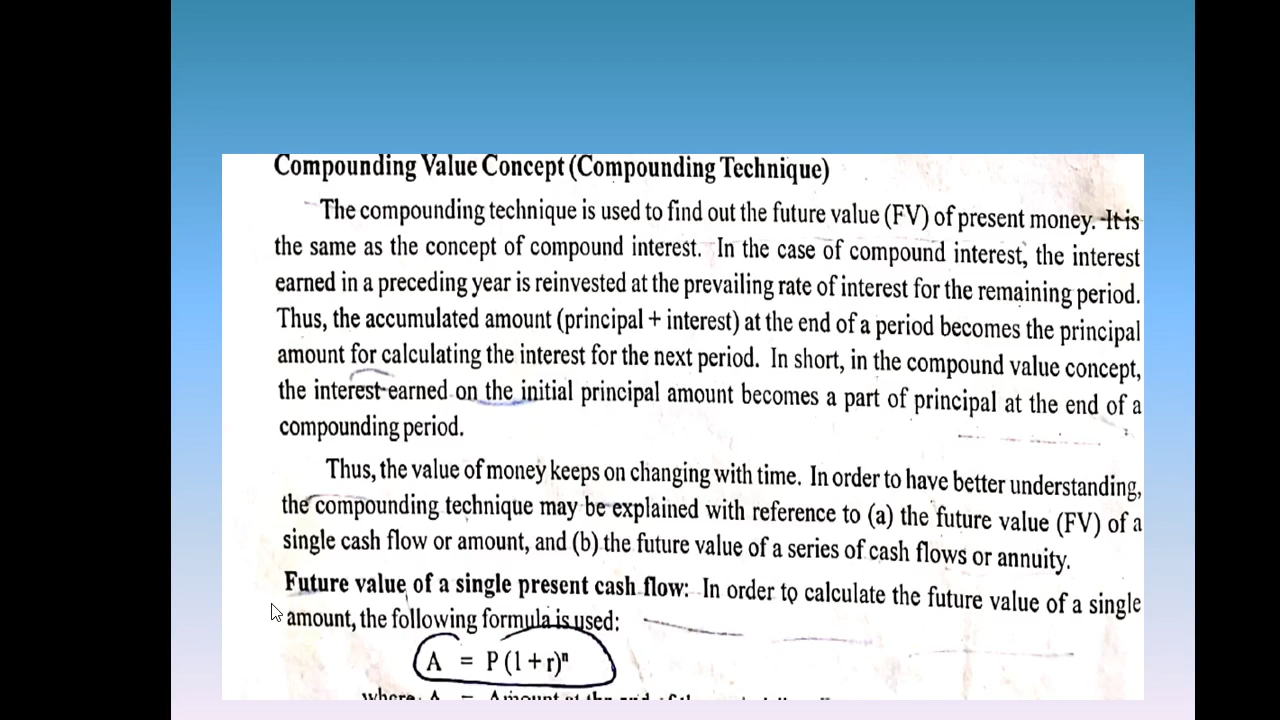 Compounding Value Concept (Compounding Technique)
The compounding technique is used to find out the future value (FV) of present money. It is
the same as the concept of compound interest. In the case of compound interest, the interest
earned in a preceding year is reinvested at the prevailing rate of interest for the remaining period.
Thus, the accumulated amount (principal + interest) at the end of a period becomes the principal
amount for calculating the interest for the next period. In short, in the compound value concept,
the interest earned on the initial principal amount becomes a part of principal at the end of a
compounding period.
Thus, the value of money keeps on changing with time. In order to have better understanding,
the compounding technique may be explained with reference to (a) the future value (FV) of a
single cash flow or amount, and (b) the future value of a series of cash flows or annuity.
Future value of a single present cash flow: In order to calculate the future value of a single
amount, the following formula is used:
A = P (1 + r)ⁿ
where, A = Amount at the end of